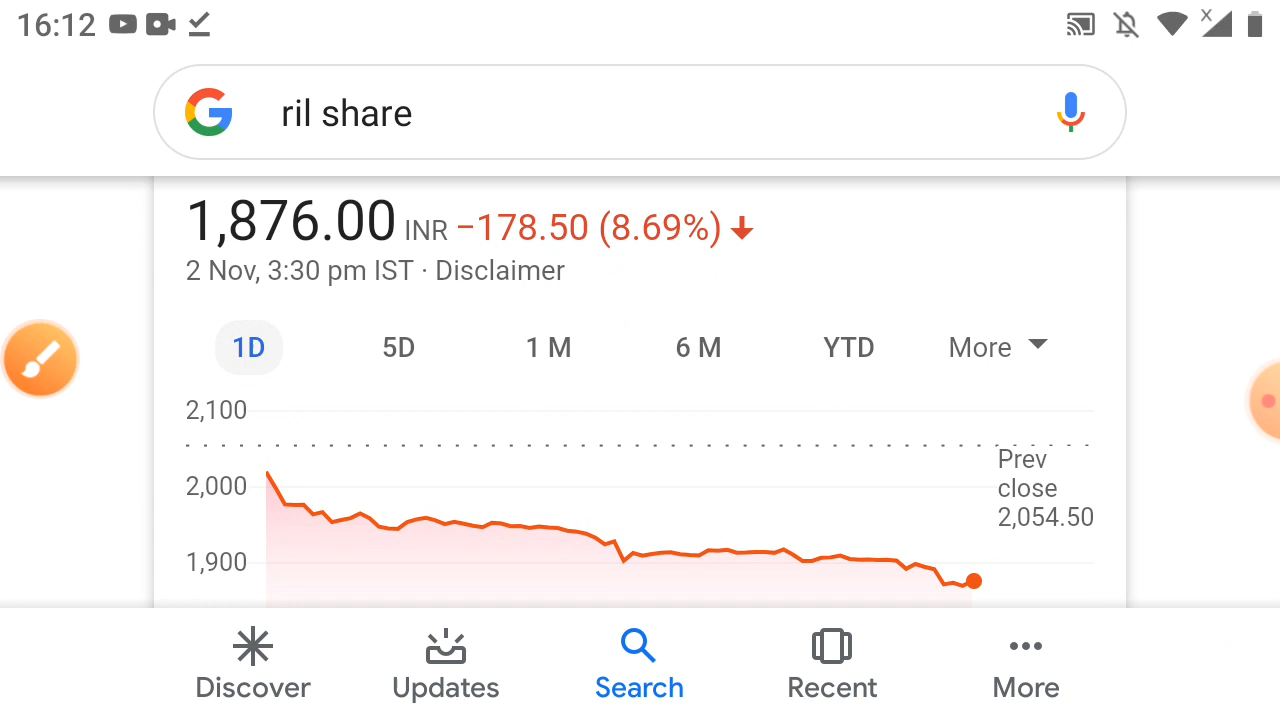 16:12
X
ril share
1,876.00 INR −178.50 (8.69%)
2 Nov, 3:30 pm IST · Disclaimer
1D 5D 1 M 6 M YTD More
2,100
Prev
2,000 close
2,054.50
1,900
Discover Updates Search Recent More